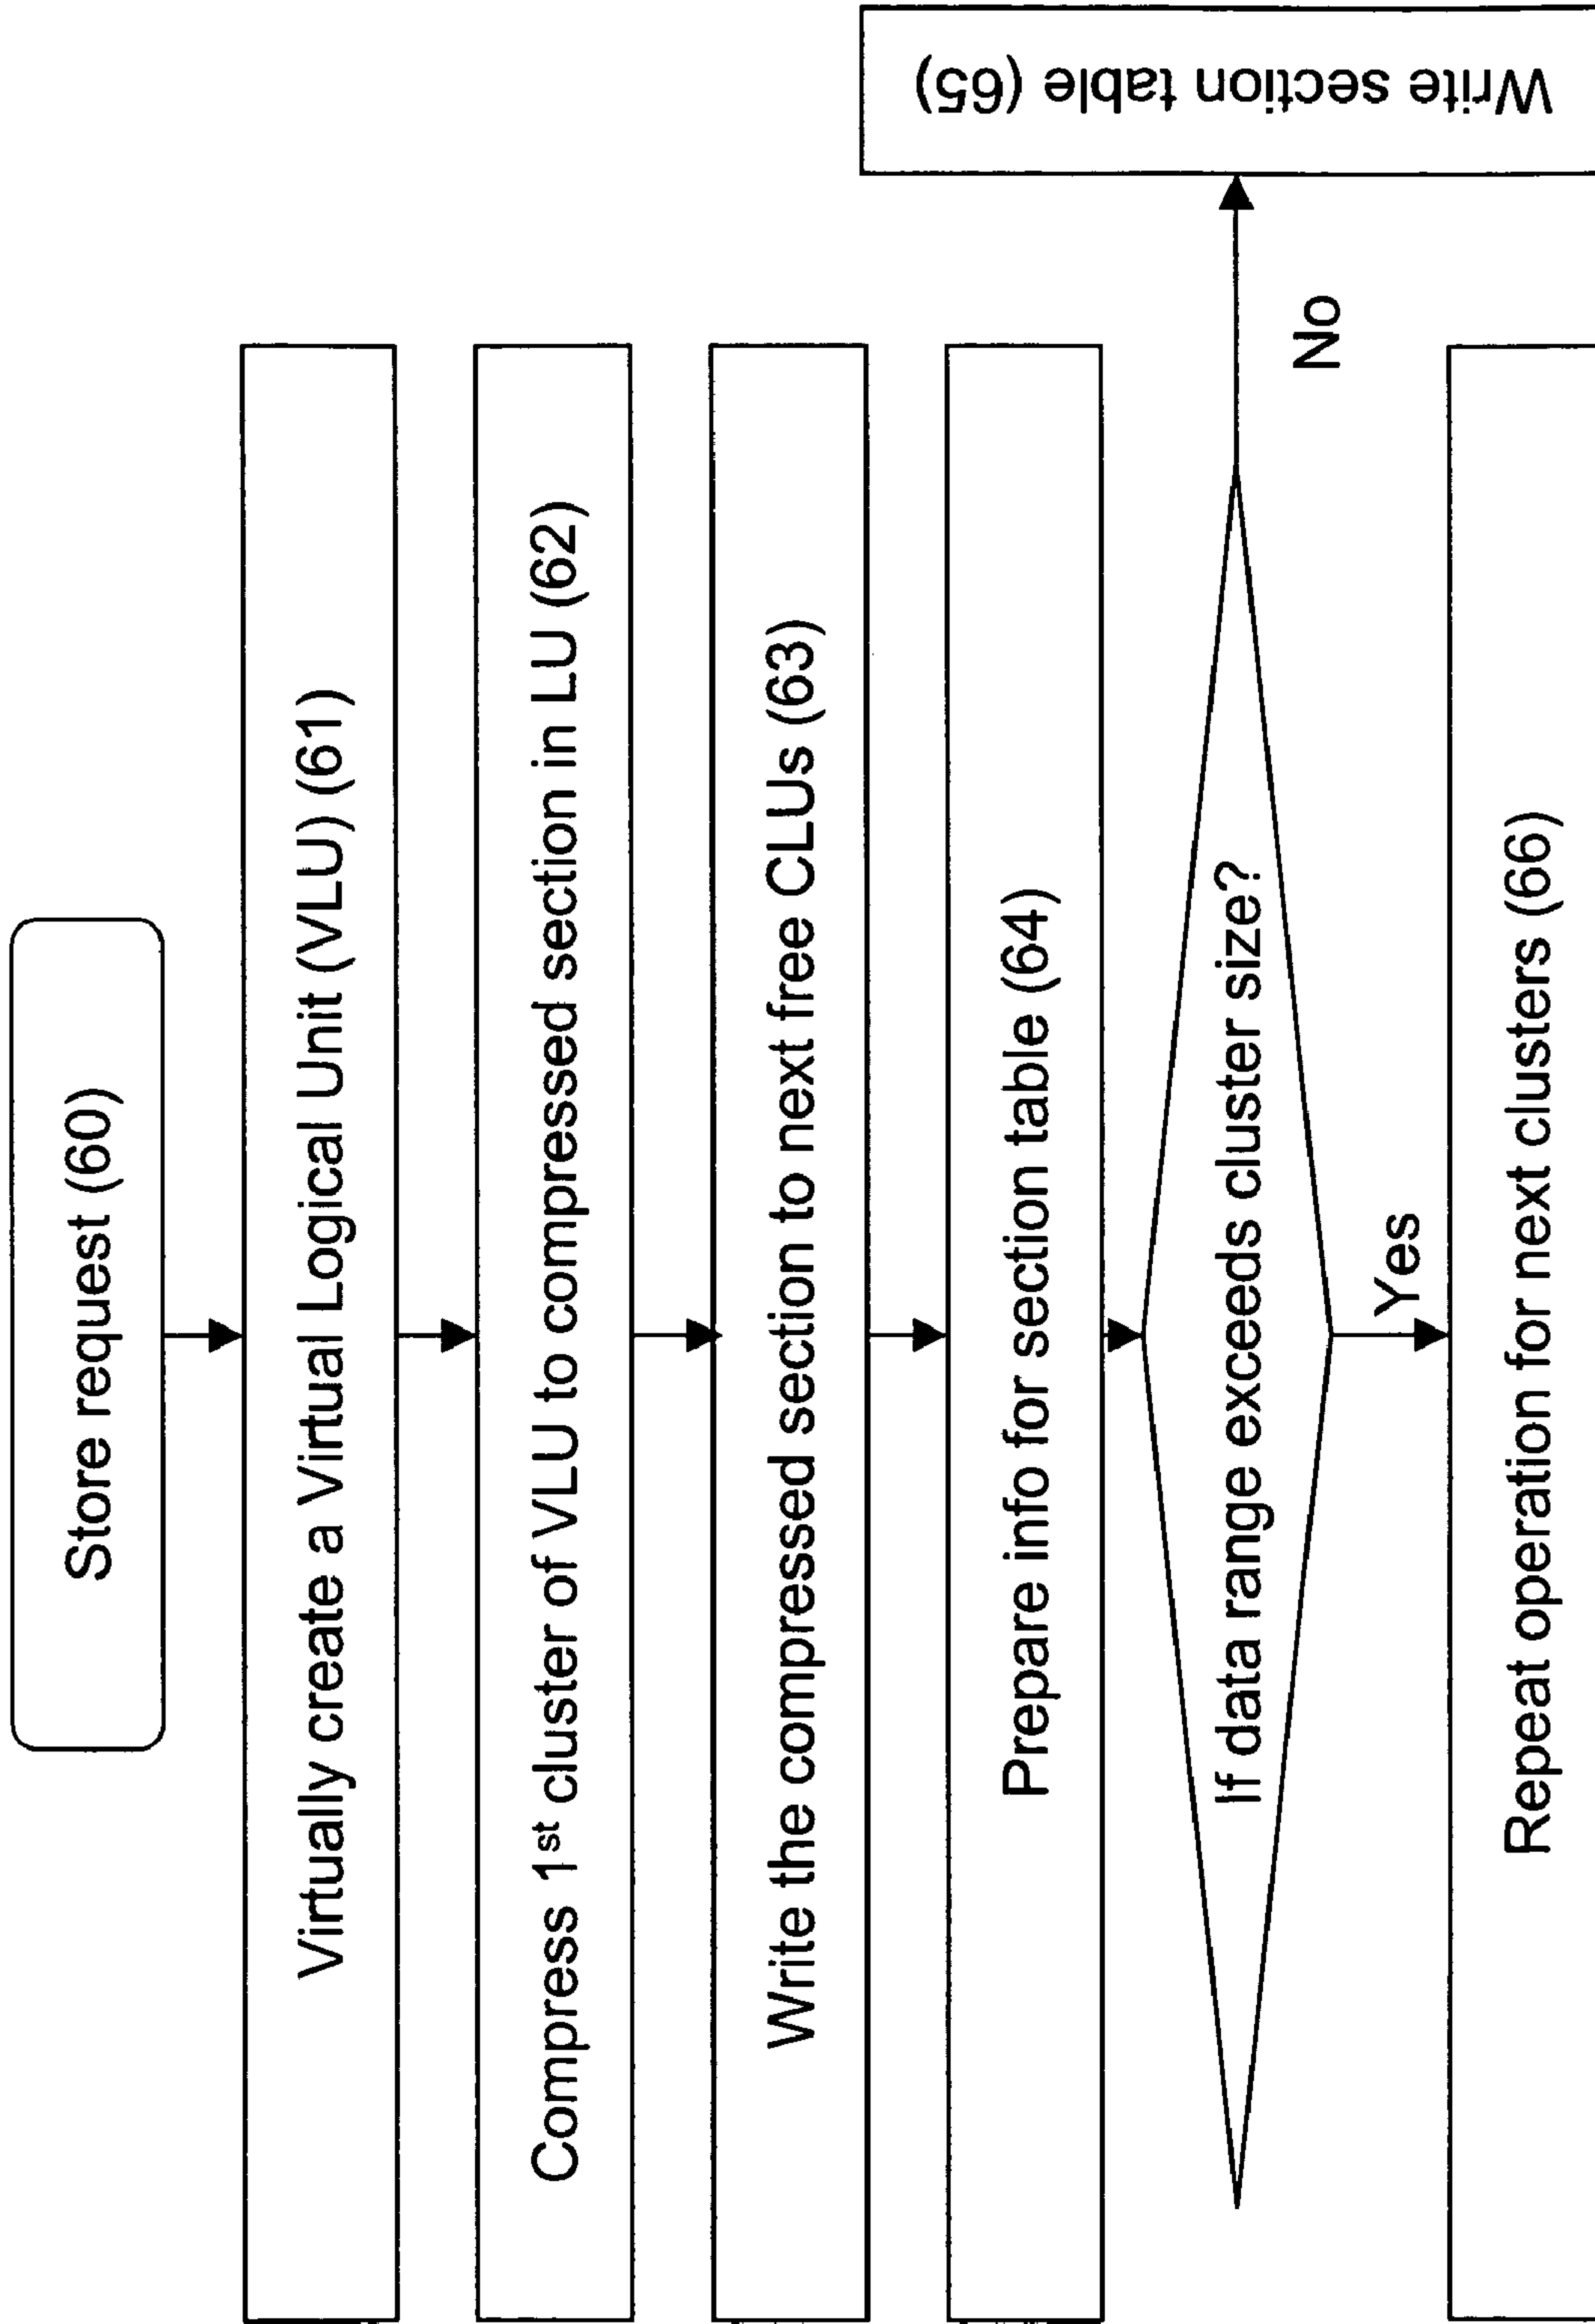 Store request (60)
Virtually create a Virtual Logical Unit (VLU) (61)
Compress 1st cluster of VLU to compressed section in LU (62)
Write the compressed section to next free CLUs (63)
Prepare info for section table (64)
If data range exceeds cluster size?
No
Write section table (65)
Yes
Repeat operation for next clusters (66)